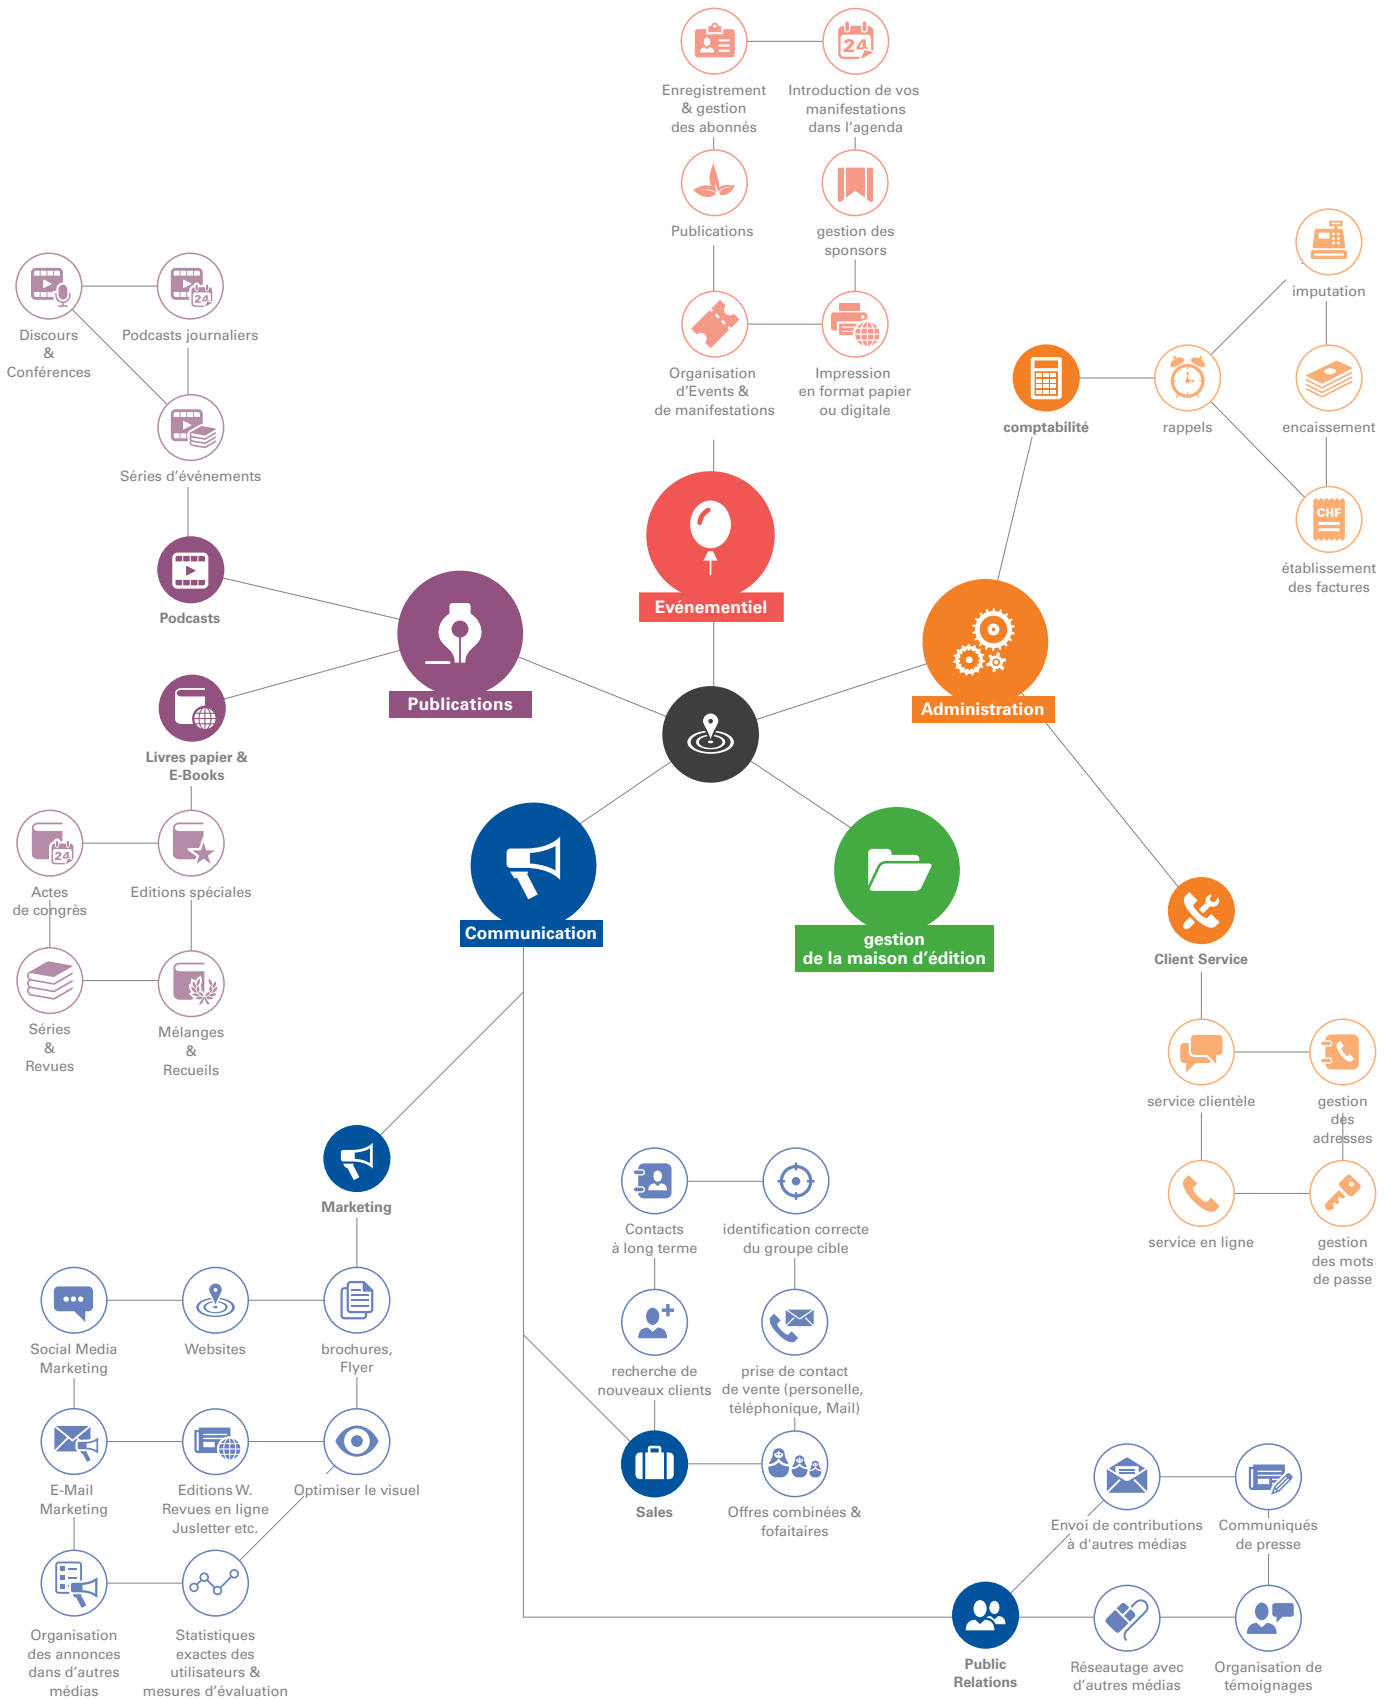 24
Enregistrement
& gestion
des abonnés
Introduction de vos
manifestations
dans l’agenda
Publications
gestion des
sponsors
Organisation
d’Events &
de manifestations
Impression
en format papier
ou digitale
Evénementiel
24
Discours
&
Conférences
Podcasts journaliers
Séries d’événements
Podcasts
Publications
Livres papier &
E-Books
24
Actes
de congrès
Editions spéciales
Séries
&
Revues
Mélanges
&
Recueils
imputation
comptabilité
rappels
encaissement
CHF
établissement
des factures
Administration
Client Service
service clientèle
gestion
des
adresses
service en ligne
gestion
des mots
de passe
Communication
gestion
de la maison d’édition
Marketing
Social Media
Marketing
Websites
brochures,
Flyer
E-Mail
Marketing
Editions W.
Revues en ligne
Jusletter etc.
Optimiser le visuel
Organisation
des annonces
dans d’autres
médias
Statistiques
exactes des
utilisateurs &
mesures d’évaluation
Contacts
à long terme
identification correcte
du groupe cible
recherche de
nouveaux clients
prise de contact
de vente (personelle,
téléphonique, Mail)
Sales
Offres combinées &
fofaitaires
Envoi de contributions
à d'autres médias
Communiqués
de presse
Public
Relations
Réseautage avec
d’autres médias
Organisation de
témoignages